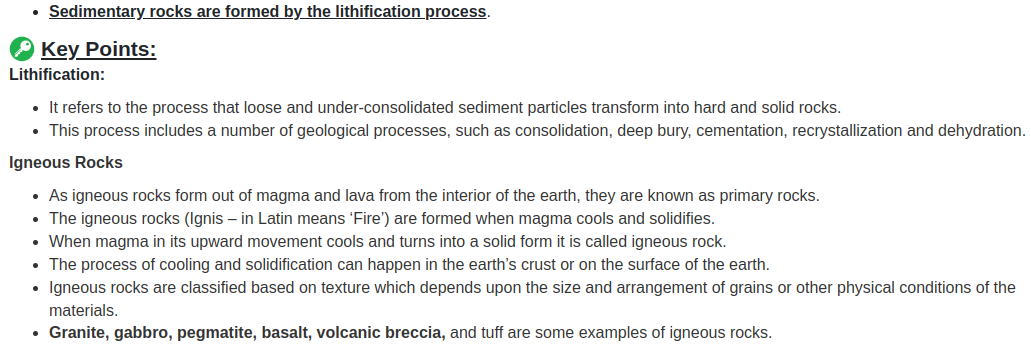 Sedimentary rocks are formed by the lithification process.
Key Points:
Lithification:
It refers to the process that loose and under-consolidated sediment particles transform into hard and solid rocks.
This process includes a number of geological processes, such as consolidation, deep bury, cementation, recrystallization and dehydration.
Igneous Rocks
As igneous rocks form out of magma and lava from the interior of the earth, they are known as primary rocks.
The igneous rocks (Ignis – in Latin means ‘Fire’) are formed when magma cools and solidifies.
When magma in its upward movement cools and turns into a solid form it is called igneous rock.
The process of cooling and solidification can happen in the earth’s crust or on the surface of the earth.
Igneous rocks are classified based on texture which depends upon the size and arrangement of grains or other physical conditions of the
materials.
Granite, gabbro, pegmatite, basalt, volcanic breccia, and tuff are some examples of igneous rocks.